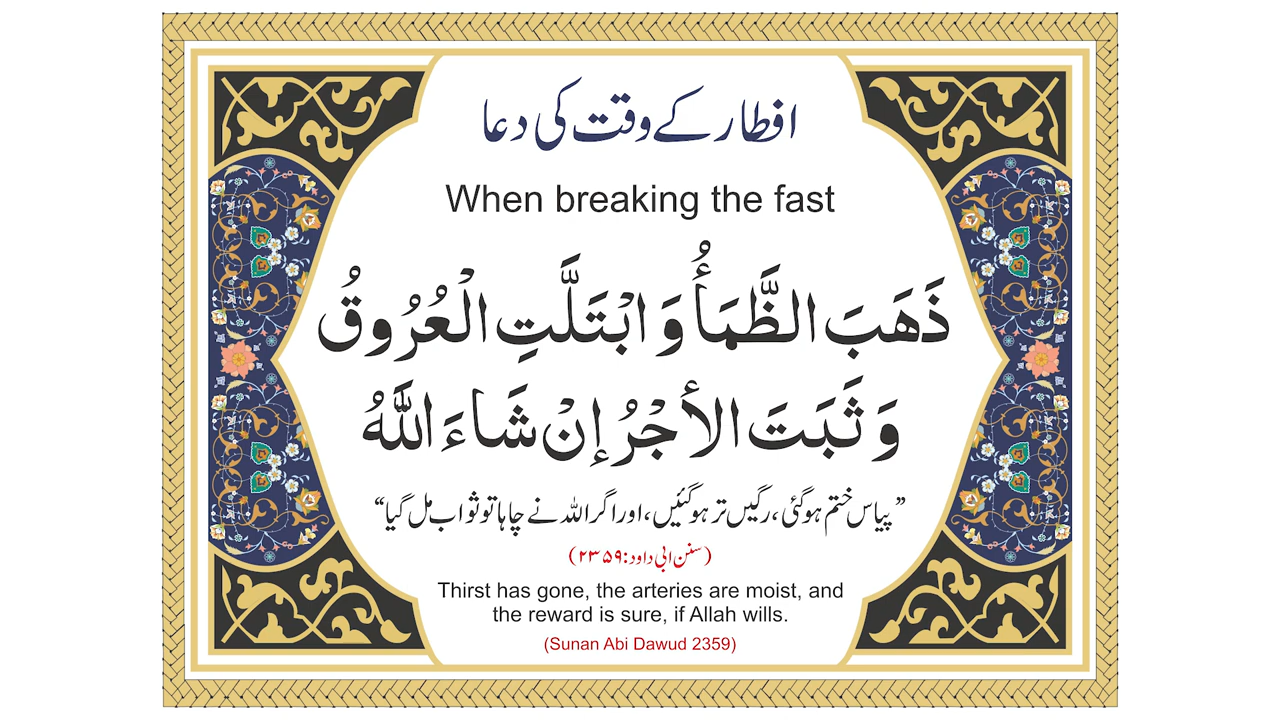 افطار کے وقت کی دعا
When breaking the fast
ذَهَبَ الظَّمَأُ وَ ابْتَلَّتِ الْعُرُوقُ
وَ ثَبَتَ الأَجْرُ إِنْ شَاءَ اللَّهُ
”پیاس ختم ہوگئی، رگیں تر ہوگئیں، اور اگر اللہ نے چاہا تو ثواب مل گیا“
(سنن ابی داود: ۲۳۵۹)
Thirst has gone, the arteries are moist, and
the reward is sure, if Allah wills.
(Sunan Abi Dawud 2359)